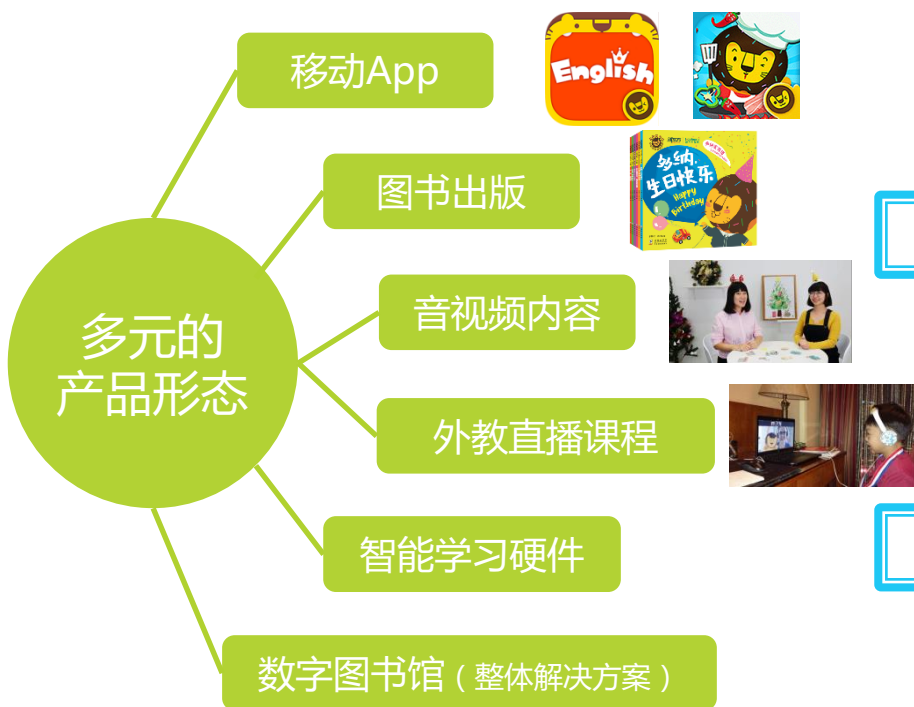 移动App
English
图书出版
多纳,
生日快乐
Happy
Birthday
多元的
产品形态
音视频内容
外教直播课程
智能学习硬件
数字图书馆（整体解决方案）